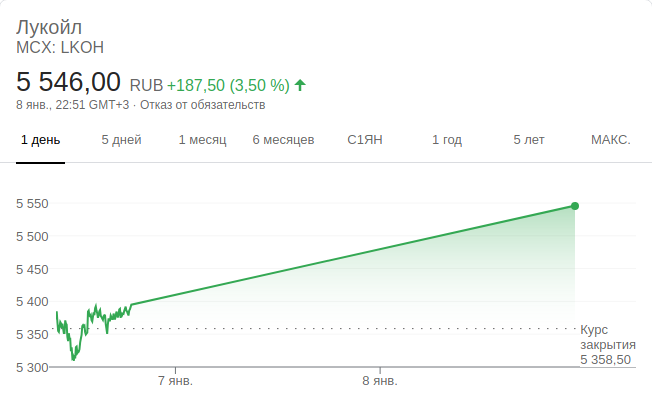 Лукойл
MCX: LKOH
5 546,00 RUB +187,50 (3,50 %)
8 янв., 22:51 GMT+3 · Отказ от обязательств
1 день 5 дней 1 месяц 6 месяцев С1ЯН 1 год 5 лет МАКС.
5 550
5 500
5 450
5 400
5 350
5 300
Курс
закрытия
5 358,50
7 янв. 8 янв.